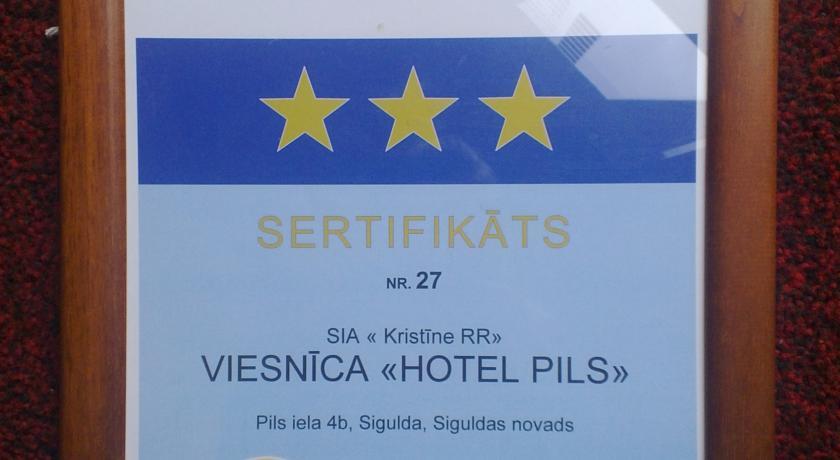 SERTIFIKĀTS
NR. 27
SIA « Kristīne RR»
VIESNĪCA «HOTEL PILS»
Pils iela 4b, Sigulda, Siguldas novads